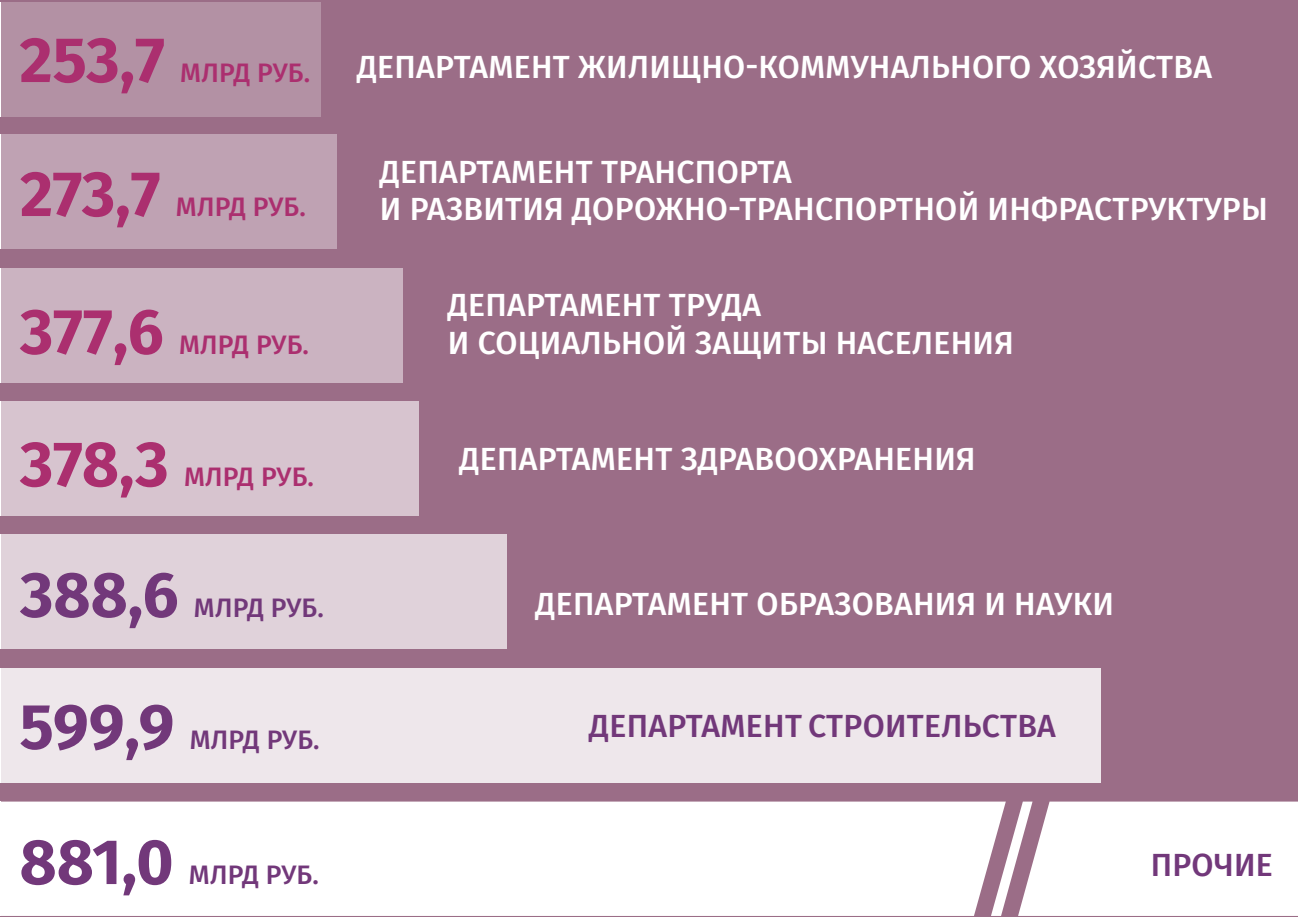 253,7 МЛРД РУБ. ДЕПАРТАМЕНТ ЖИЛИЩНО-КОММУНАЛЬНОГО ХОЗЯЙСТВА
273,7 МЛРД РУБ. ДЕПАРТАМЕНТ ТРАНСПОРТА
И РАЗВИТИЯ ДОРОЖНО-ТРАНСПОРТНОЙ ИНФРАСТРУКТУРЫ
377,6 МЛРД РУБ. ДЕПАРТАМЕНТ ТРУДА
И СОЦИАЛЬНОЙ ЗАЩИТЫ НАСЕЛЕНИЯ
378,3 МЛРД РУБ. ДЕПАРТАМЕНТ ЗДРАВООХРАНЕНИЯ
388,6 МЛРД РУБ. ДЕПАРТАМЕНТ ОБРАЗОВАНИЯ И НАУКИ
599,9 МЛРД РУБ. ДЕПАРТАМЕНТ СТРОИТЕЛЬСТВА
881,0 МЛРД РУБ. ПРОЧИЕ